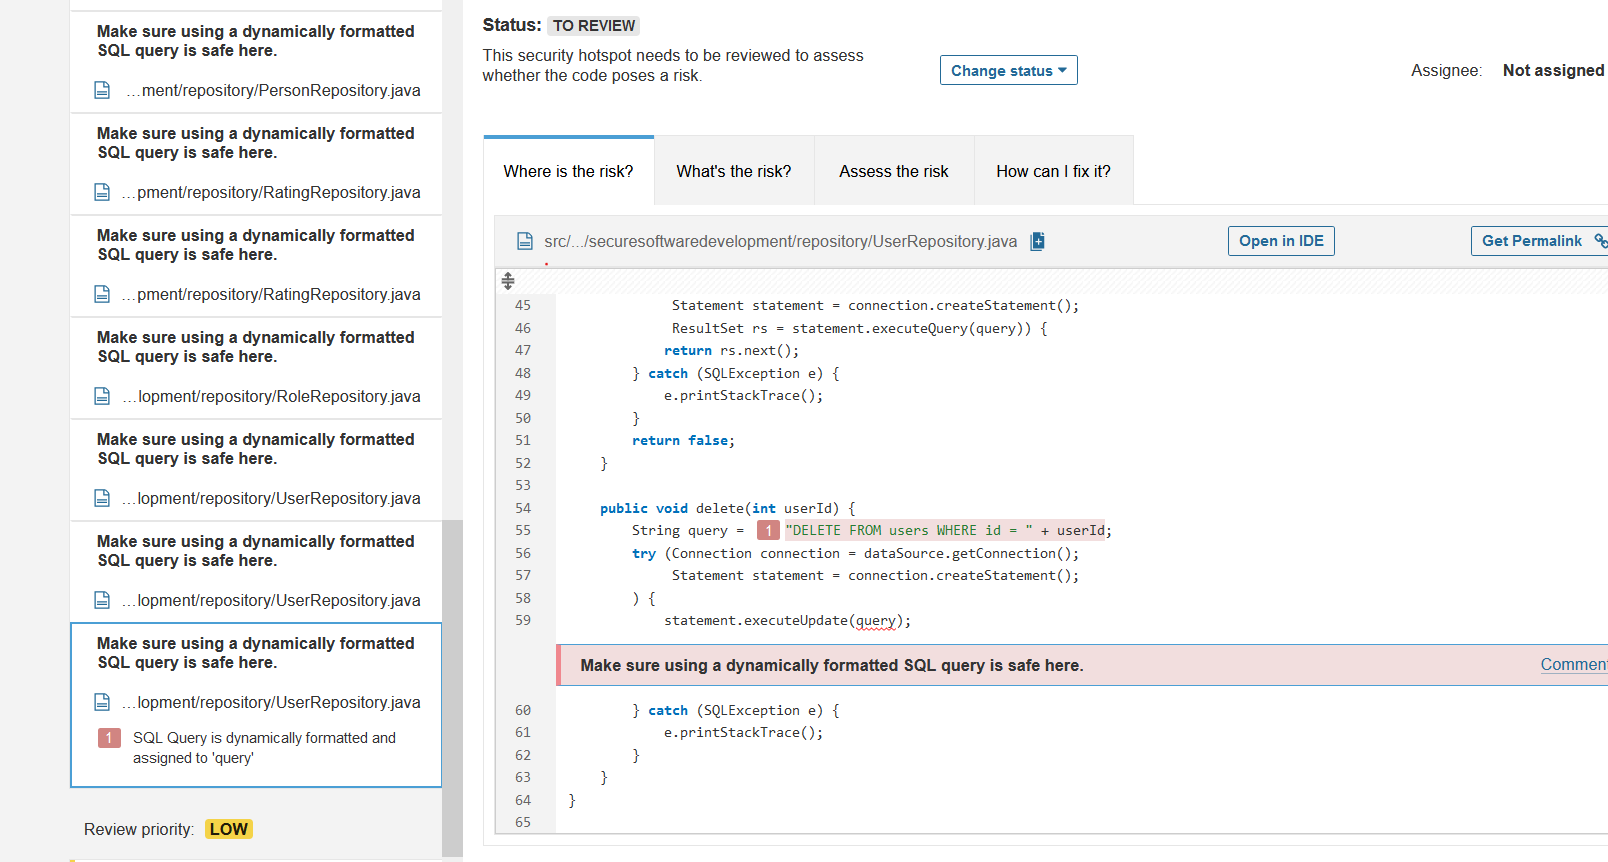 Make sure using a dynamically formatted
SQL query is safe here.
…ment/repository/PersonRepository.java
Make sure using a dynamically formatted
SQL query is safe here.
…pment/repository/RatingRepository.java
Make sure using a dynamically formatted
SQL query is safe here.
…pment/repository/RatingRepository.java
Make sure using a dynamically formatted
SQL query is safe here.
…lopment/repository/RoleRepository.java
Make sure using a dynamically formatted
SQL query is safe here.
…lopment/repository/UserRepository.java
Make sure using a dynamically formatted
SQL query is safe here.
…lopment/repository/UserRepository.java
Make sure using a dynamically formatted
SQL query is safe here.
…lopment/repository/UserRepository.java
1 SQL Query is dynamically formatted and
assigned to 'query'
Review priority: LOW
Status: TO REVIEW
This security hotspot needs to be reviewed to assess
whether the code poses a risk.
Change status
Assignee: Not assigned
Where is the risk? What's the risk? Assess the risk How can I fix it?
src/.../securesoftwaredevelopment/repository/UserRepository.java Open in IDE Get Permalink
45 Statement statement = connection.createStatement();
46 ResultSet rs = statement.executeQuery(query)) {
47 return rs.next();
48 } catch (SQLException e) {
49 e.printStackTrace();
50 }
51 return false;
52 }
53
54 public void delete(int userId) {
55 String query = 1 "DELETE FROM users WHERE id = " + userId;
56 try (Connection connection = dataSource.getConnection();
57 Statement statement = connection.createStatement();
58 ) {
59 statement.executeUpdate(query);
Make sure using a dynamically formatted SQL query is safe here. Comment
60 } catch (SQLException e) {
61 e.printStackTrace();
62 }
63 }
64 }
65